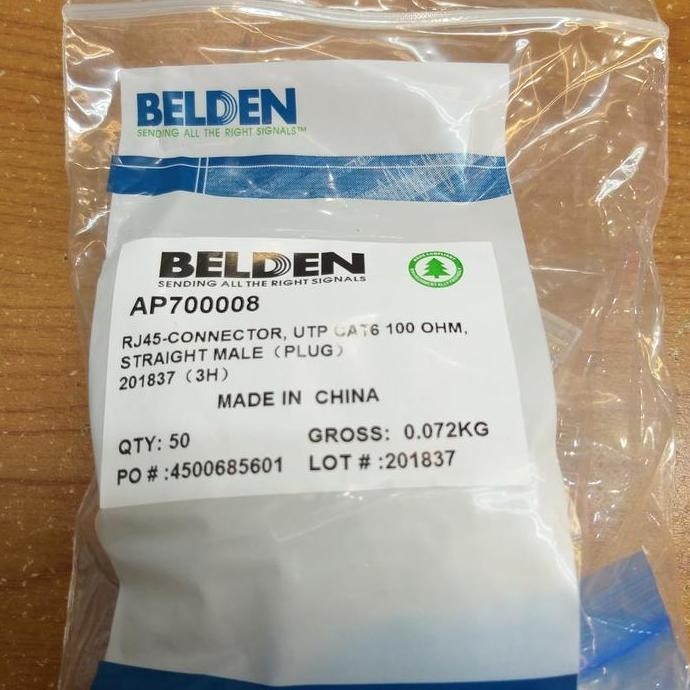 BELDEN
SENDING ALL THE RIGHT SIGNALS™
BELDEN
SENDING ALL THE RIGHT SIGNALS
AP700008
RJ45-CONNECTOR, UTP CAT6 100 OHM,
STRAIGHT MALE (PLUG)
201837 (3H)
MADE IN CHINA
QTY: 50 GROSS: 0.072KG
PO # :4500685601 LOT # :201837